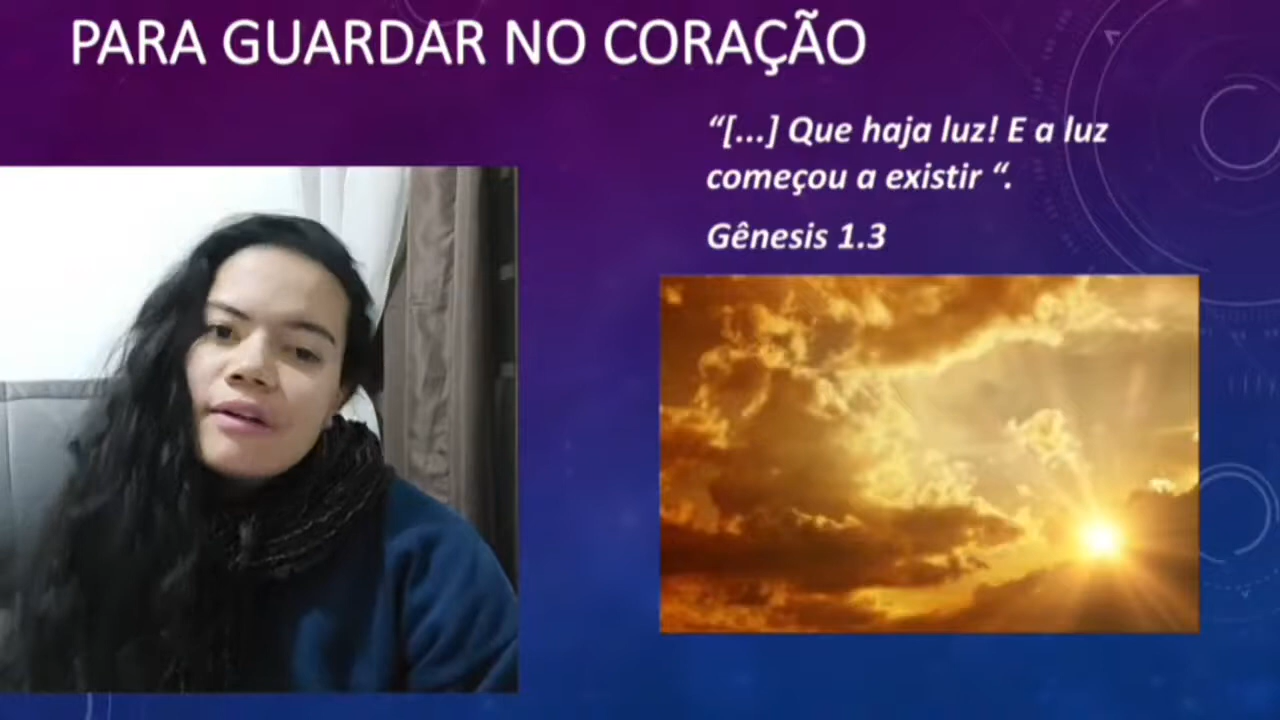 PARA GUARDAR NO CORAÇÃO
“[...] Que haja luz! E a luz
começou a existir “.
Gênesis 1.3